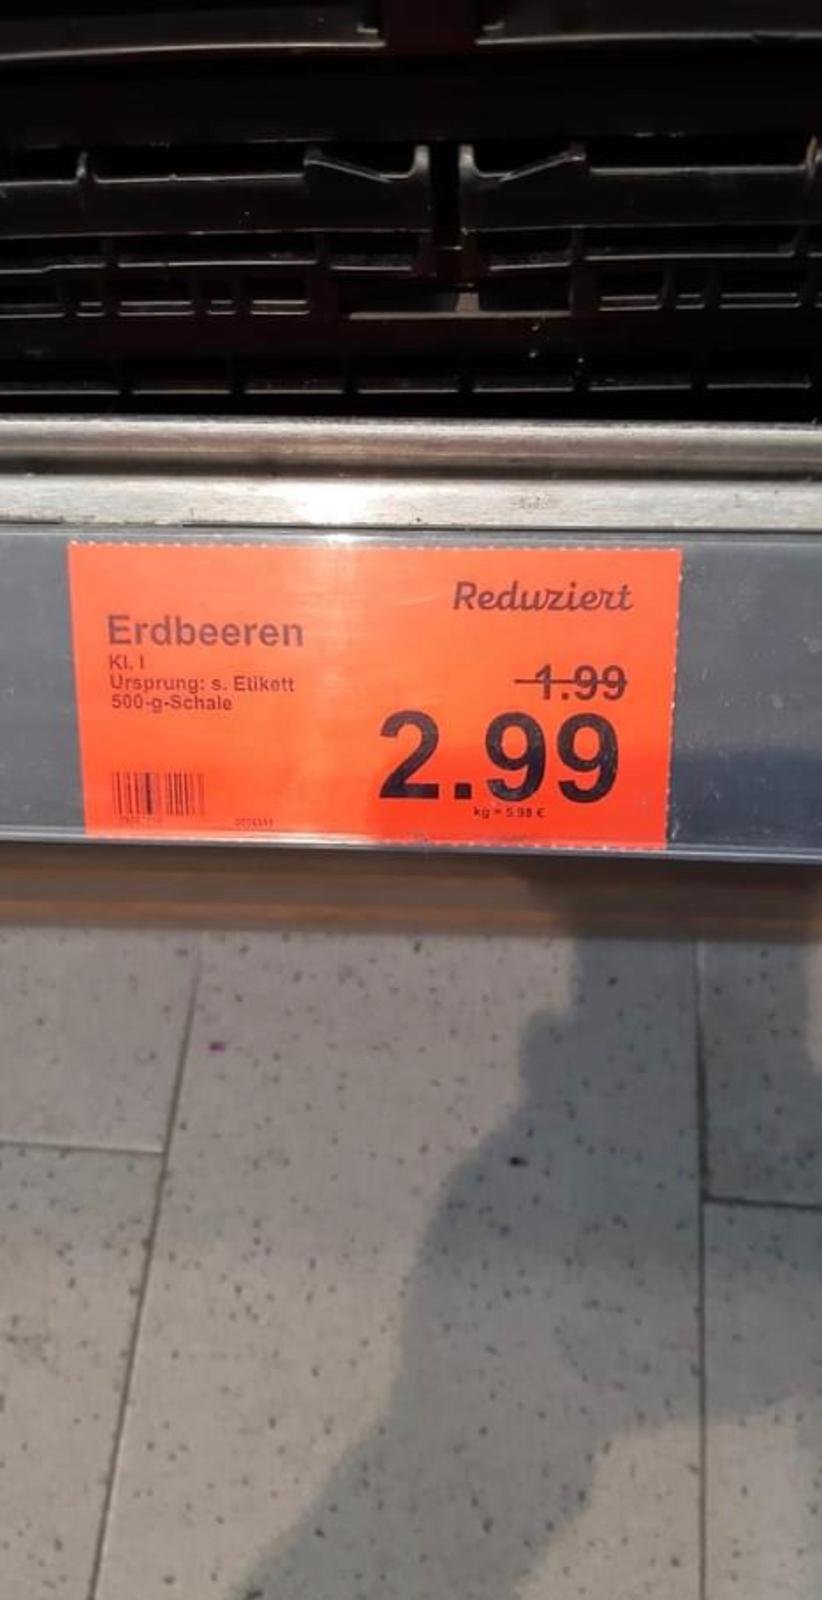 Reduziert
Erdbeeren
Kl. I
Ursprung: s. Etikett
500-g-Schale
1.99
2.99
kg = 5.98 €